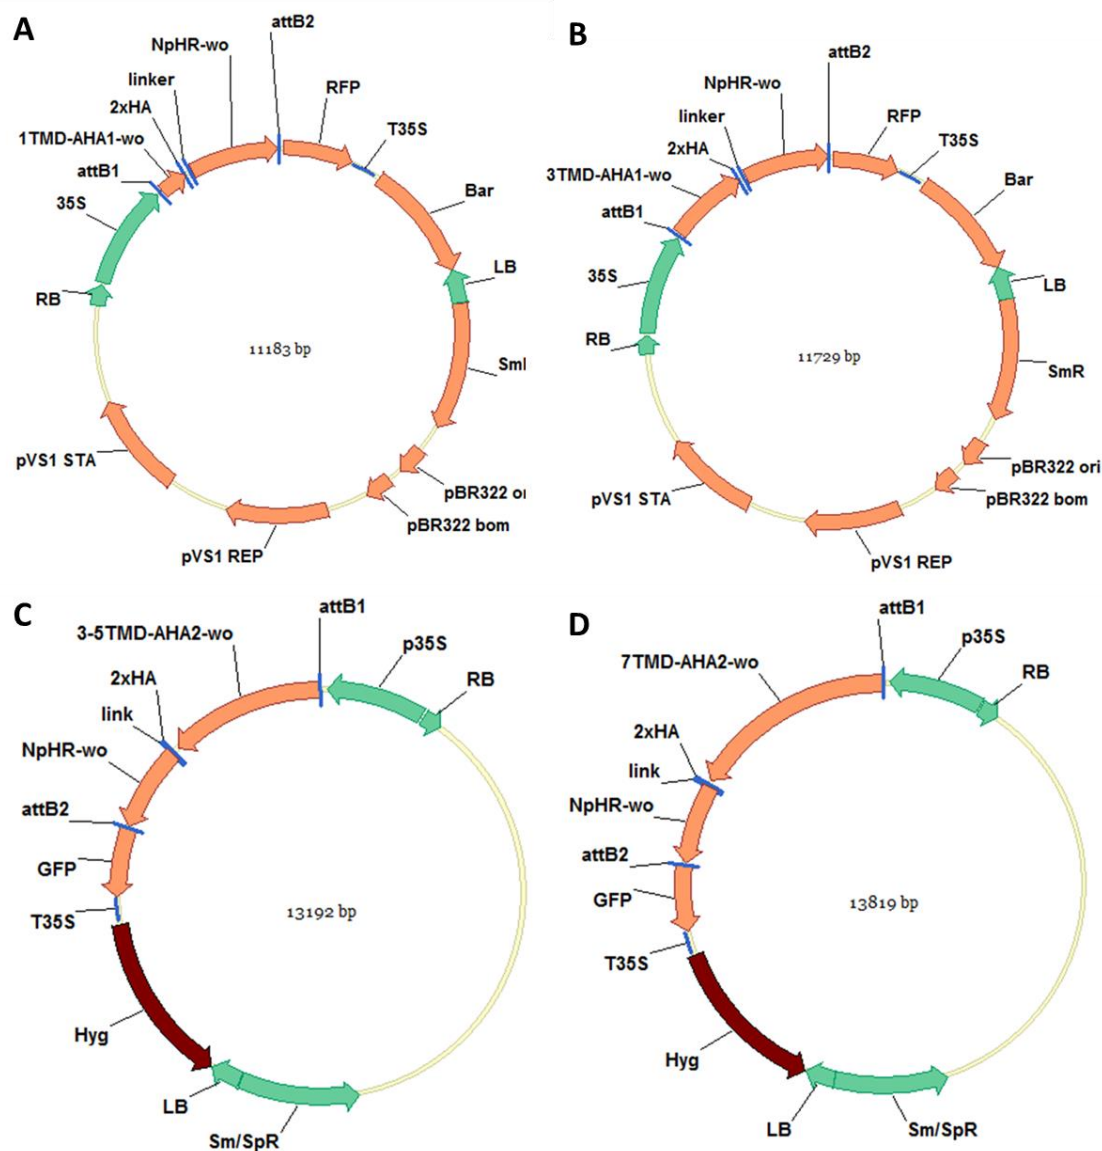 A
attB2
NpHR-wo
linker
RFP
2xHA
T35S
1TMD-AHA1-wo
attB1
Bar
35S
LB
RB
11183 bp
SmI
pVS1 STA
pBR322 ori
pBR322 bom
pVS1 REP
B
attB2
NpHR-wo
RFP
linker
T35S
2xHA
3TMD-AHA1-wo
Bar
attB1
35S
LB
RB
11729 bp
SmR
pBR322 ori
pVS1 STA
pBR322 bom
pVS1 REP
C
attB1
3-5TMD-AHA2-wo
p35S
2xHA
RB
link
NpHR-wo
attB2
GFP
13192 bp
T35S
Hyg
LB
Sm/SpR
D
attB1
7TMD-AHA2-wo
p35S
RB
2xHA
link
NpHR-wo
attB2
GFP
13819 bp
T35S
Hyg
LB
Sm/SpR